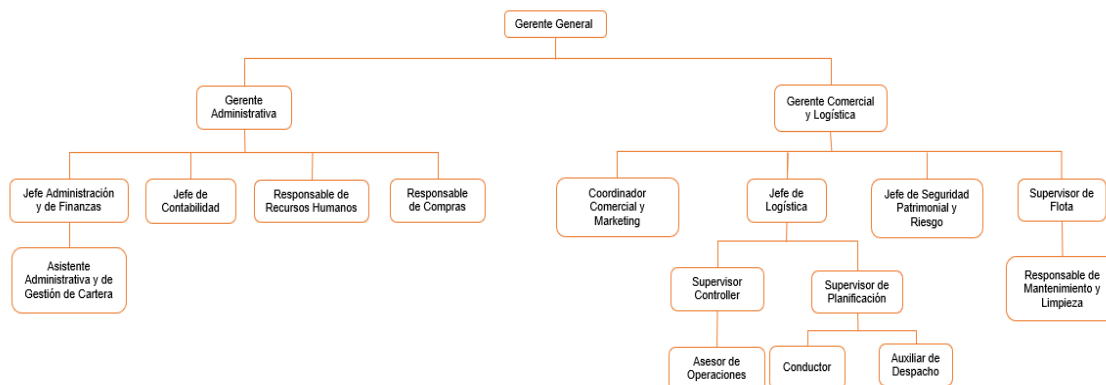 Gerente General
Gerente
Administrativa
Gerente Comercial
y Logística
Jefe Administración
y de Finanzas
Jefe de
Contabilidad
Responsable de
Recursos Humanos
Responsable
de Compras
Coordinador
Comercial y
Marketing
Jefe de
Logística
Jefe de Seguridad
Patrimonial y
Riesgo
Supervisor de
Flota
Asistente
Administrativa y de
Gestión de Cartera
Supervisor
Controller
Supervisor de
Planificación
Responsable de
Mantenimiento y
Limpieza
Asesor de
Operaciones
Conductor
Auxiliar de
Despacho